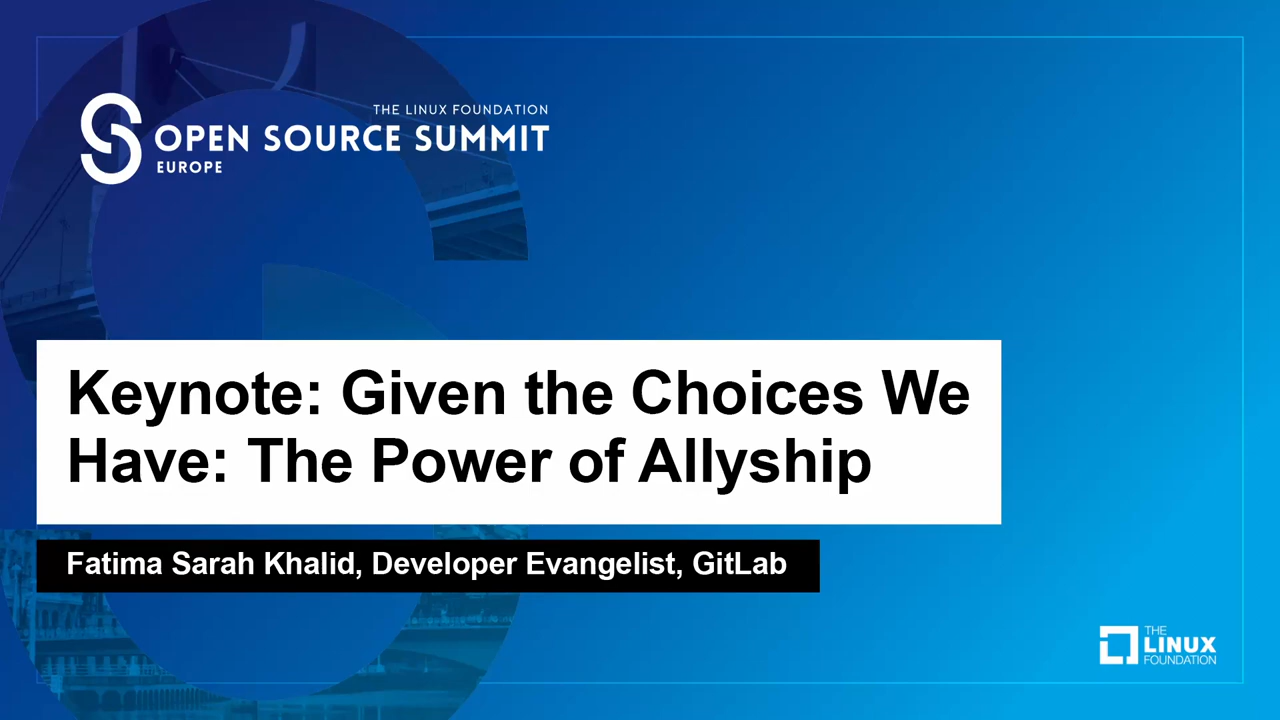 THE LINUX FOUNDATION
OPEN SOURCE SUMMIT
EUROPE
Keynote: Given the Choices We
Have: The Power of Allyship
Fatima Sarah Khalid, Developer Evangelist, GitLab
THE
LINUX
FOUNDATION